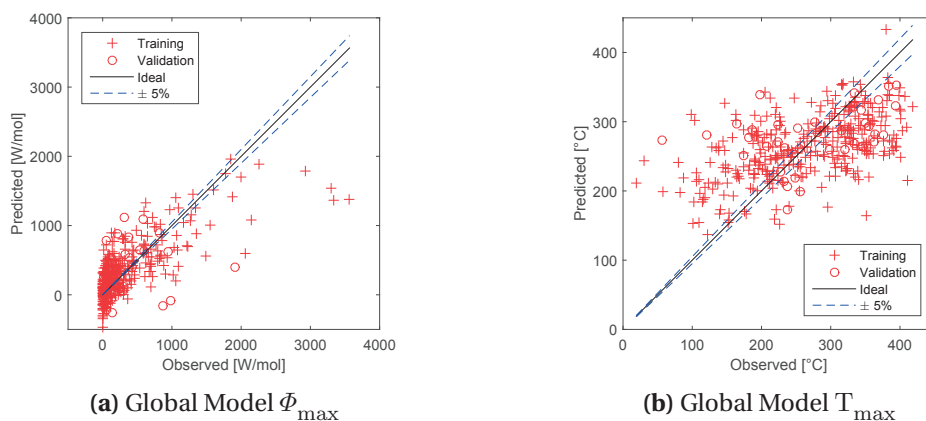 4000
3000
2000
1000
0
Predicted [W/mol]
Training
Validation
Ideal
± 5%
0 1000 2000 3000 4000
Observed [W/mol]
(a) Global Model Φmax
400
300
200
100
0
Predicted [°C]
Training
Validation
Ideal
± 5%
0 100 200 300 400
Observed [°C]
(b) Global Model Tmax